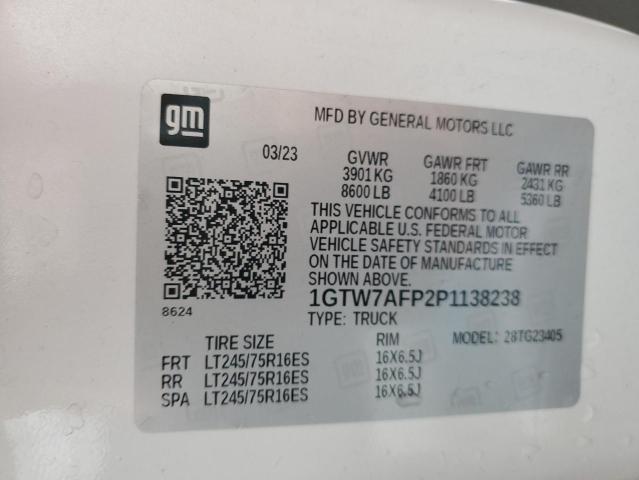 gm
MFD BY GENERAL MOTORS LLC
03/23 GVWR GAWR FRT GAWR RR
3901 KG 1860 KG 2431 KG
8600 LB 4100 LB 5360 LB
THIS VEHICLE CONFORMS TO ALL
APPLICABLE U.S. FEDERAL MOTOR
VEHICLE SAFETY STANDARDS IN EFFECT
ON THE DATE OF MANUFACTURE
SHOWN ABOVE.
1GTW7AFP2P1138238
8624
TYPE: TRUCK MODEL: 28TG23405
TIRE SIZE RIM
FRT LT245/75R16ES 16X6.5J
RR LT245/75R16ES 16X6.5J
SPA LT245/75R16ES 16X6.5J